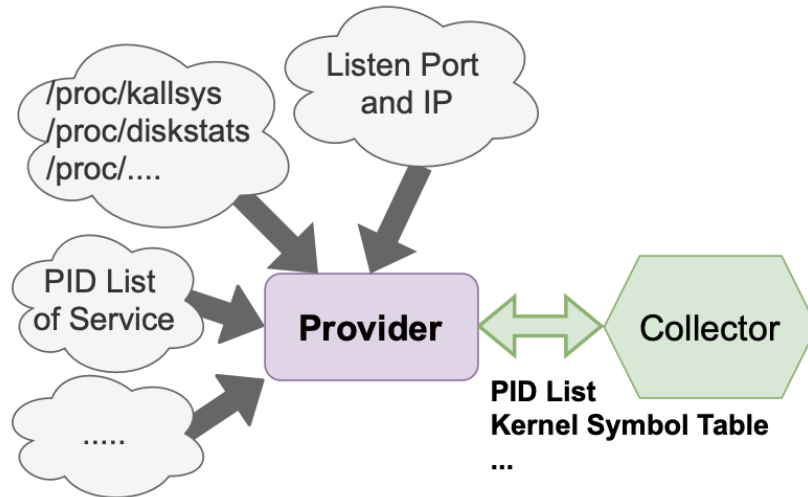 /proc/kallsys
/proc/diskstats
/proc/....
Listen Port
and IP
PID List
of Service
.....
Provider
Collector
PID List
Kernel Symbol Table
...